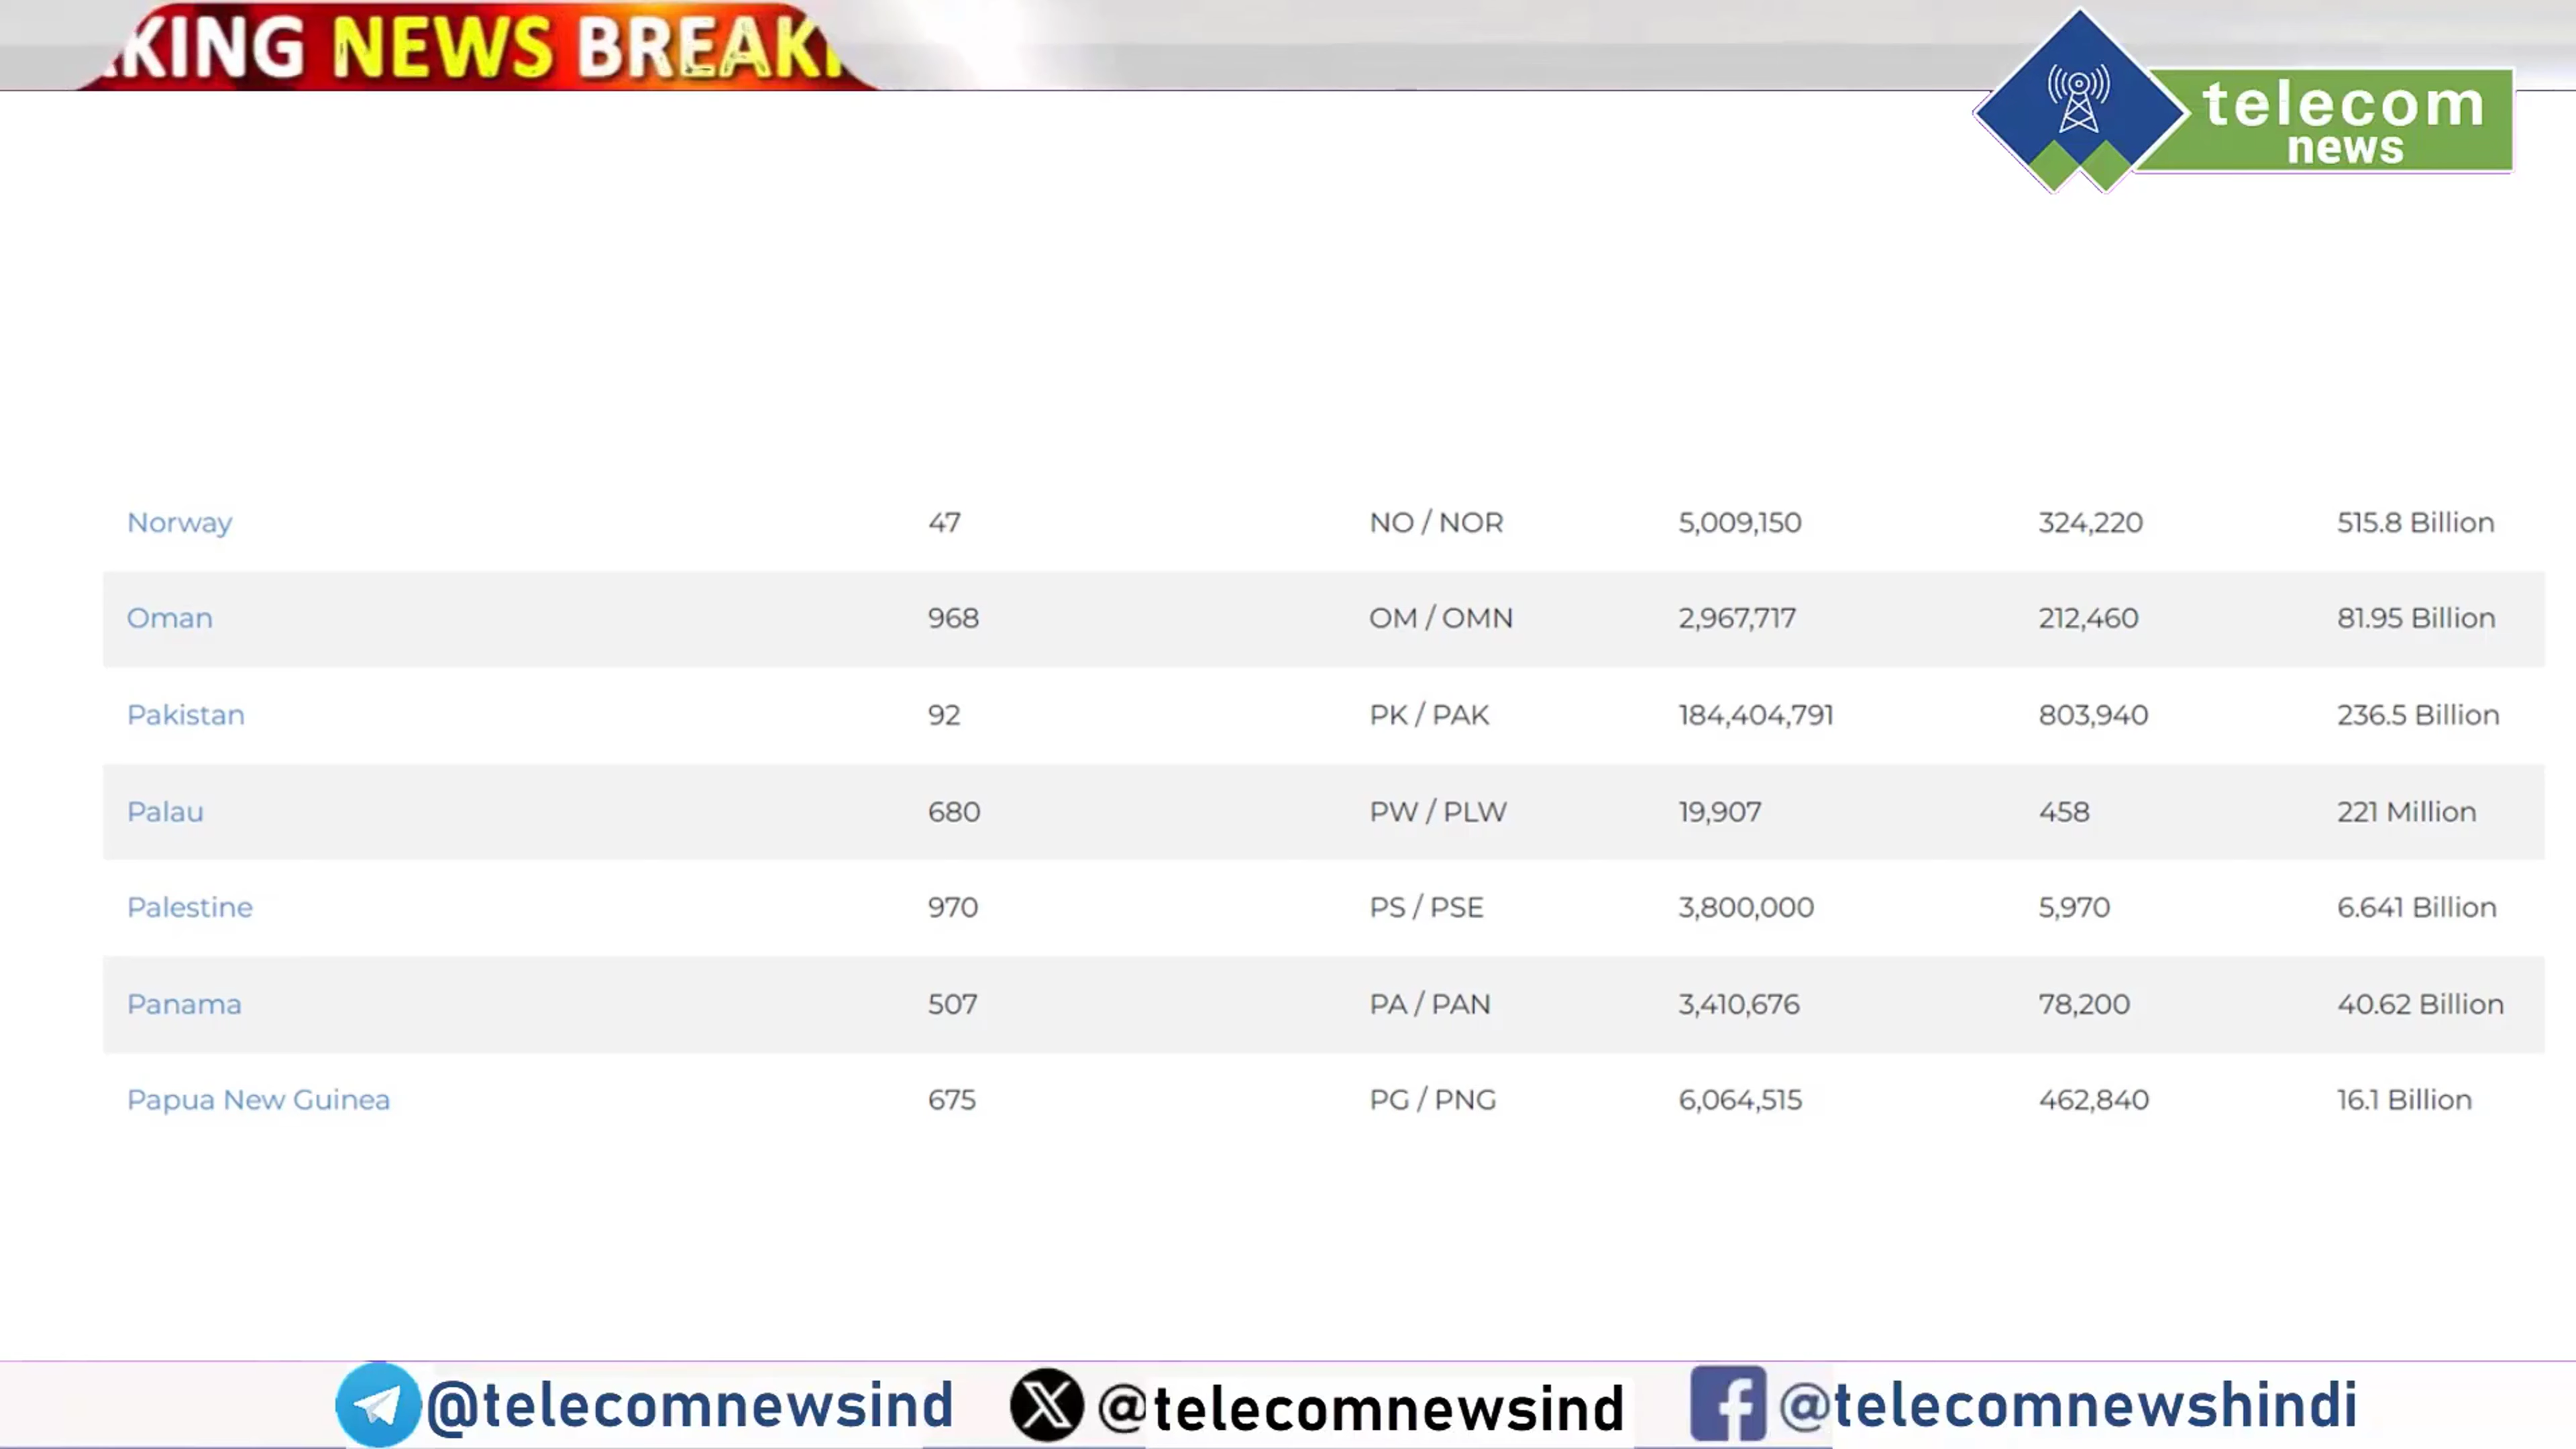 KING NEWS BREAK
telecom
news
Norway 47 NO / NOR 5,009,150 324,220 515.8 Billion
Oman 968 OM / OMN 2,967,717 212,460 81.95 Billion
Pakistan 92 PK / PAK 184,404,791 803,940 236.5 Billion
Palau 680 PW / PLW 19,907 458 221 Million
Palestine 970 PS / PSE 3,800,000 5,970 6.641 Billion
Panama 507 PA / PAN 3,410,676 78,200 40.62 Billion
Papua New Guinea 675 PG / PNG 6,064,515 462,840 16.1 Billion
@telecomnewsind @telecomnewsind @telecomnewshindi